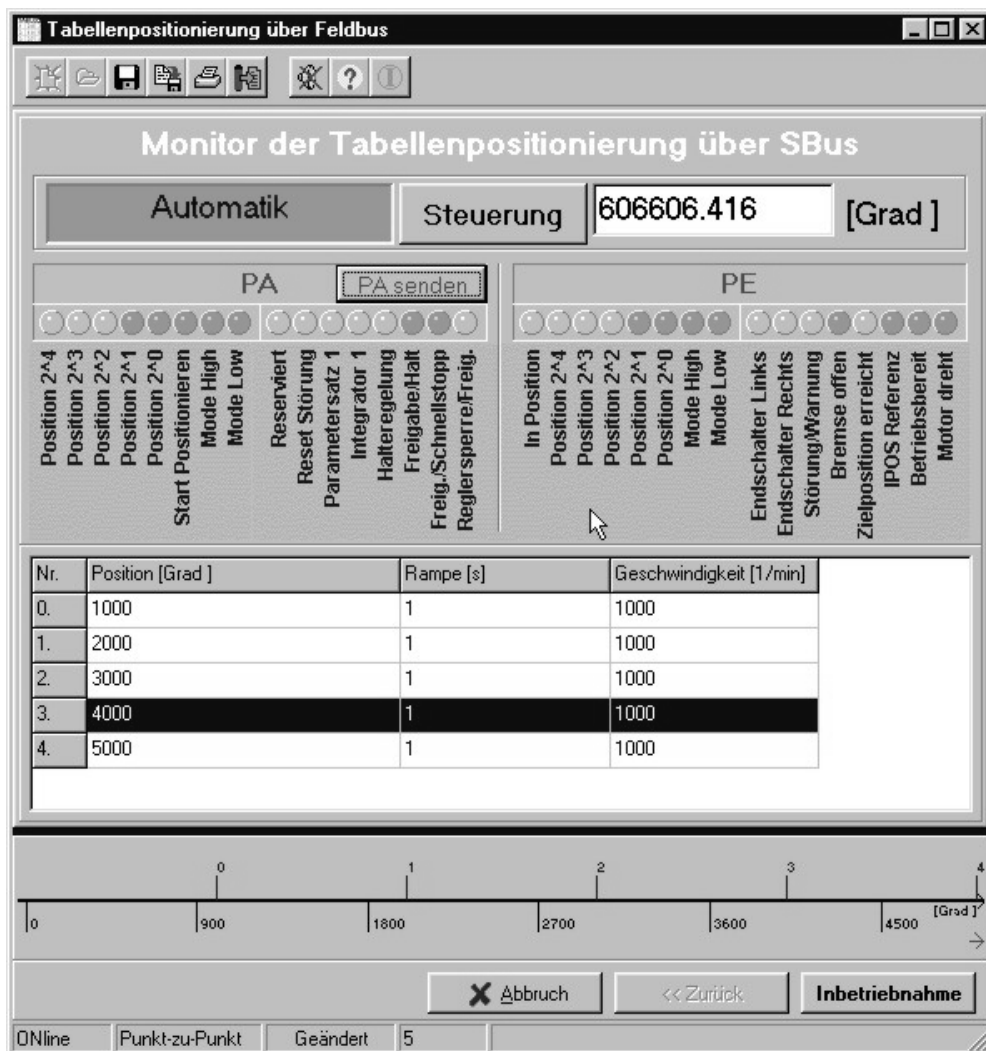 Tabellenpositionierung über Feldbus
Monitor der Tabellenpositionierung über SBus
Automatik
Steuerung
606606.416
[Grad ]
PA
PA senden
PE
Position 2^4
Position 2^3
Position 2^2
Position 2^1
Position 2^0
Start Positionieren
Mode High
Mode Low
Reserviert
Reset Störung
Parametersatz 1
Integrator 1
Halteregelung
Freigabe/Halt
Freig./Schnellstopp
Reglersperre/Freig.
In Position
Position 2^4
Position 2^3
Position 2^2
Position 2^1
Position 2^0
Mode High
Mode Low
Endschalter Links
Endschalter Rechts
Störung/Warnung
Bremse offen
Zielposition erreicht
IPOS Referenz
Betriebsbereit
Motor dreht
Nr. Position [Grad ] Rampe [s] Geschwindigkeit [1/min]
0. 1000 1 1000
1. 2000 1 1000
2. 3000 1 1000
3. 4000 1 1000
4. 5000 1 1000
0 1 2 3 4
0 900 1800 2700 3600 4500 [Grad ]
Abbruch
<< Zurück
Inbetriebnahme
ONline Punkt-zu-Punkt Geändert 5